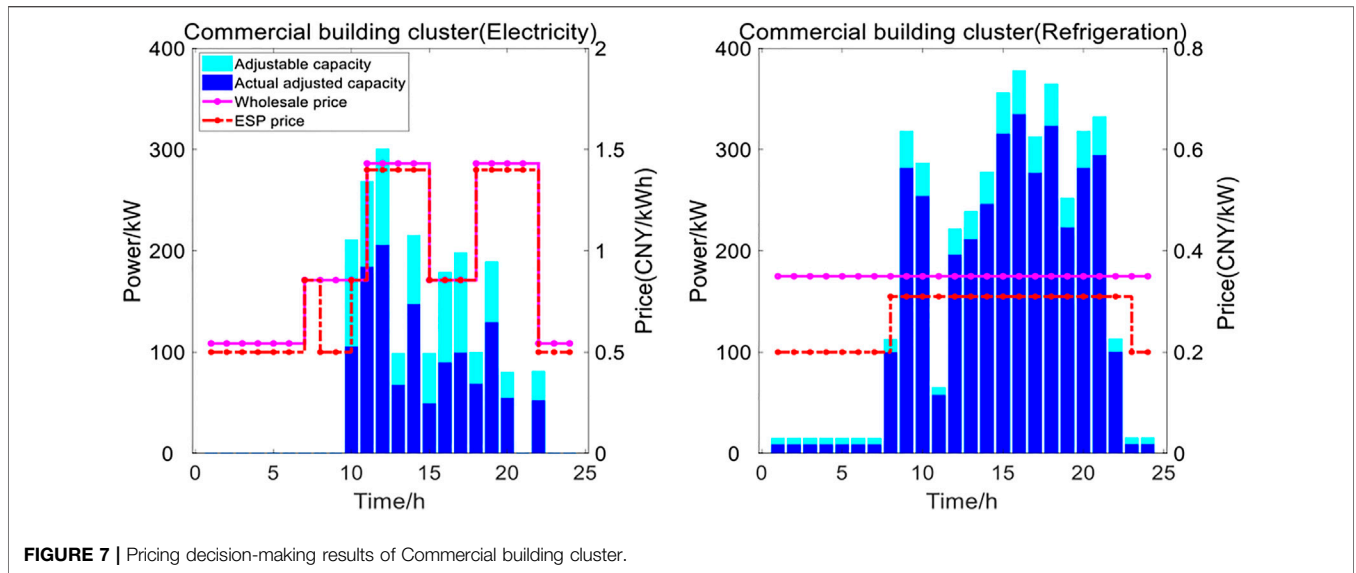 Commercial building cluster(Electricity)
400
300
200
100
0
Power/kW
Adjustable capacity
Actual adjusted capacity
Wholesale price
ESP price
2
1.5
1
0.5
0
Price(CNY/kWh)
0 5 10 15 20 25
Time/h
Commercial building cluster(Refrigeration)
400
300
200
100
0
Power/kW
0.8
0.6
0.4
0.2
0
Price(CNY/kW)
0 5 10 15 20 25
Time/h
FIGURE 7 | Pricing decision-making results of Commercial building cluster.